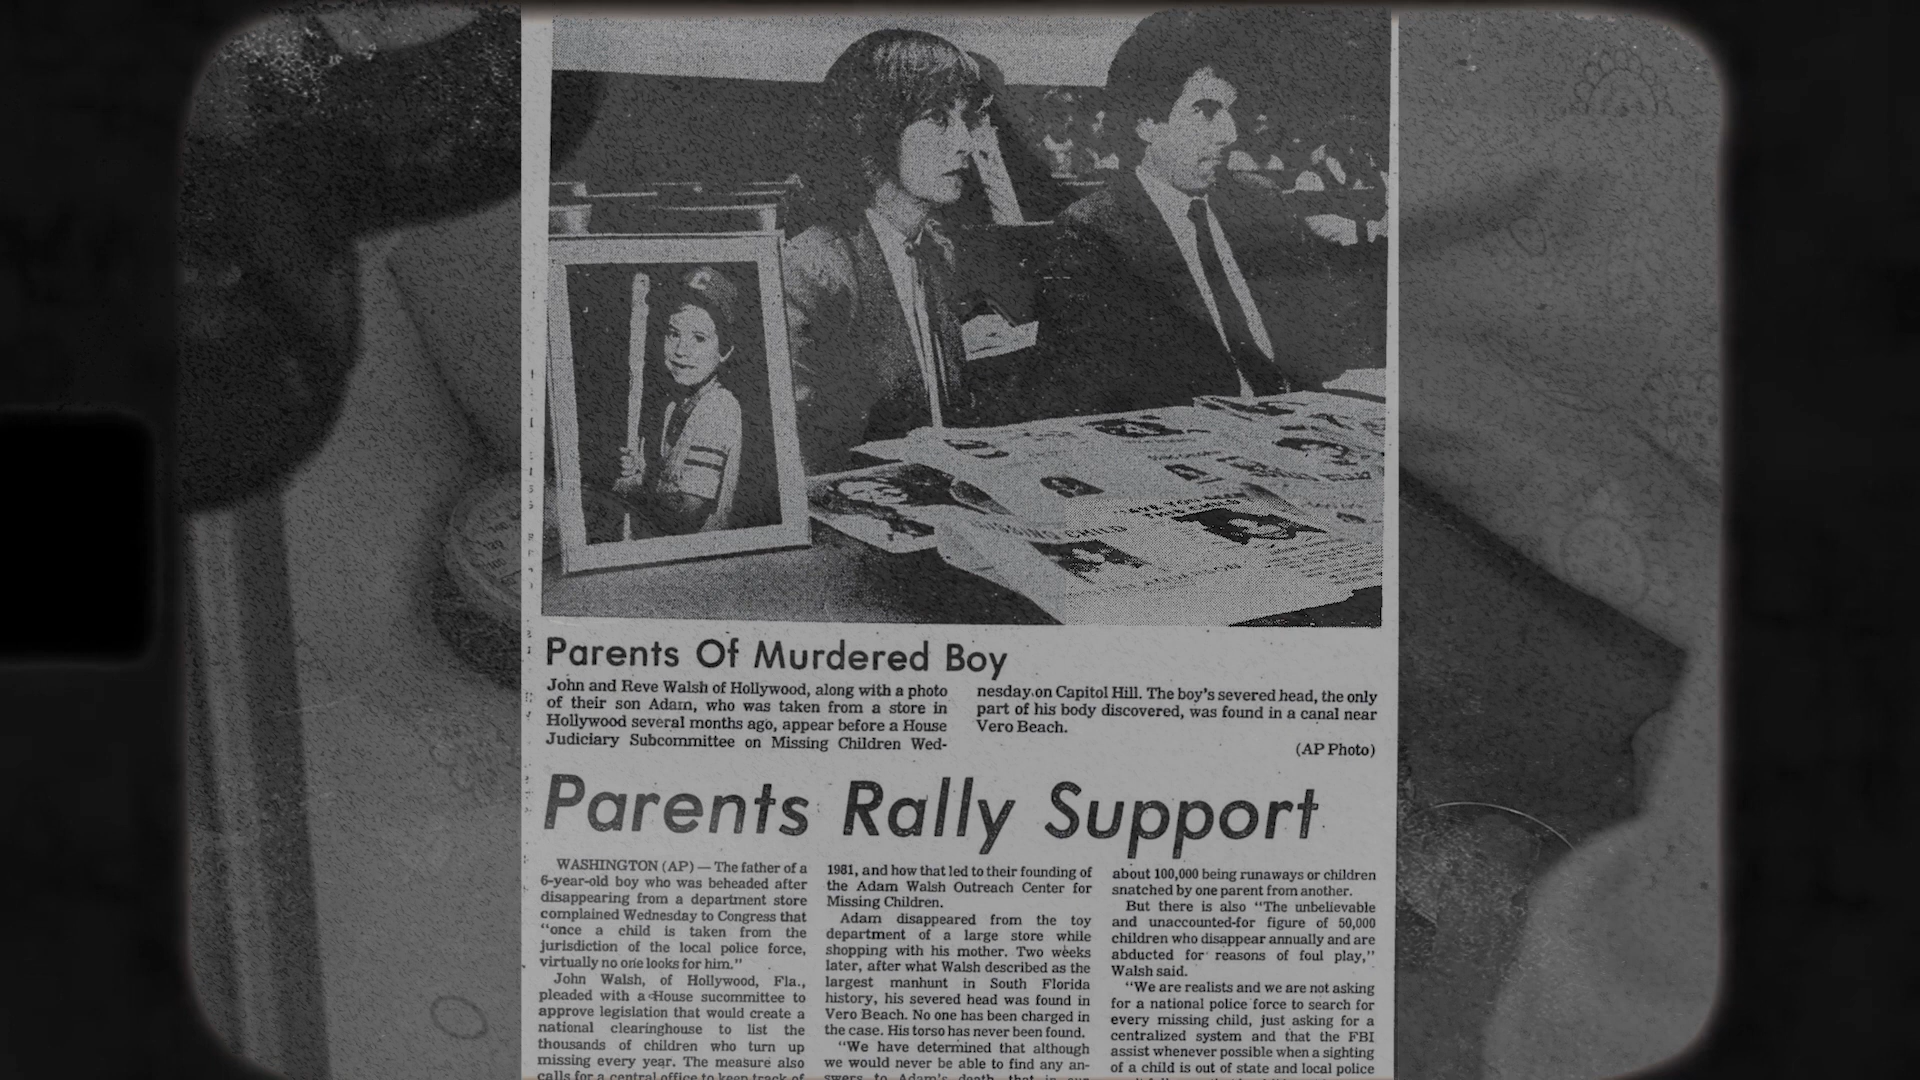 MISSING CHILD
Parents Of Murdered Boy
John and Reve Walsh of Hollywood, along with a photo
of their son Adam, who was taken from a store in
Hollywood several months ago, appear before a House
Judiciary Subcommittee on Missing Children Wed-
nesday on Capitol Hill. The boy's severed head, the only
part of his body discovered, was found in a canal near
Vero Beach.
(AP Photo)
Parents Rally Support
WASHINGTON (AP) — The father of a
6-year-old boy who was beheaded after
disappearing from a department store
complained Wednesday to Congress that
"once a child is taken from the
jurisdiction of the local police force,
virtually no one looks for him."
John Walsh, of Hollywood, Fla.,
pleaded with a House sucommittee to
approve legislation that would create a
national clearinghouse to list the
thousands of children who turn up
missing every year. The measure also
calls for a central office to keep track of
1981, and how that led to their founding of
the Adam Walsh Outreach Center for
Missing Children.
Adam disappeared from the toy
department of a large store while
shopping with his mother. Two weeks
later, after what Walsh described as the
largest manhunt in South Florida
history, his severed head was found in
Vero Beach. No one has been charged in
the case. His torso has never been found.
"We have determined that although
we would never be able to find any an-
swers to Adam's death, that in our
about 100,000 being runaways or children
snatched by one parent from another.
But there is also "The unbelievable
and unaccounted-for figure of 50,000
children who disappear annually and are
abducted for reasons of foul play,"
Walsh said.
"We are realists and we are not asking
for a national police force to search for
every missing child, just asking for a
centralized system and that the FBI
assist whenever possible when a sighting
of a child is out of state and local police